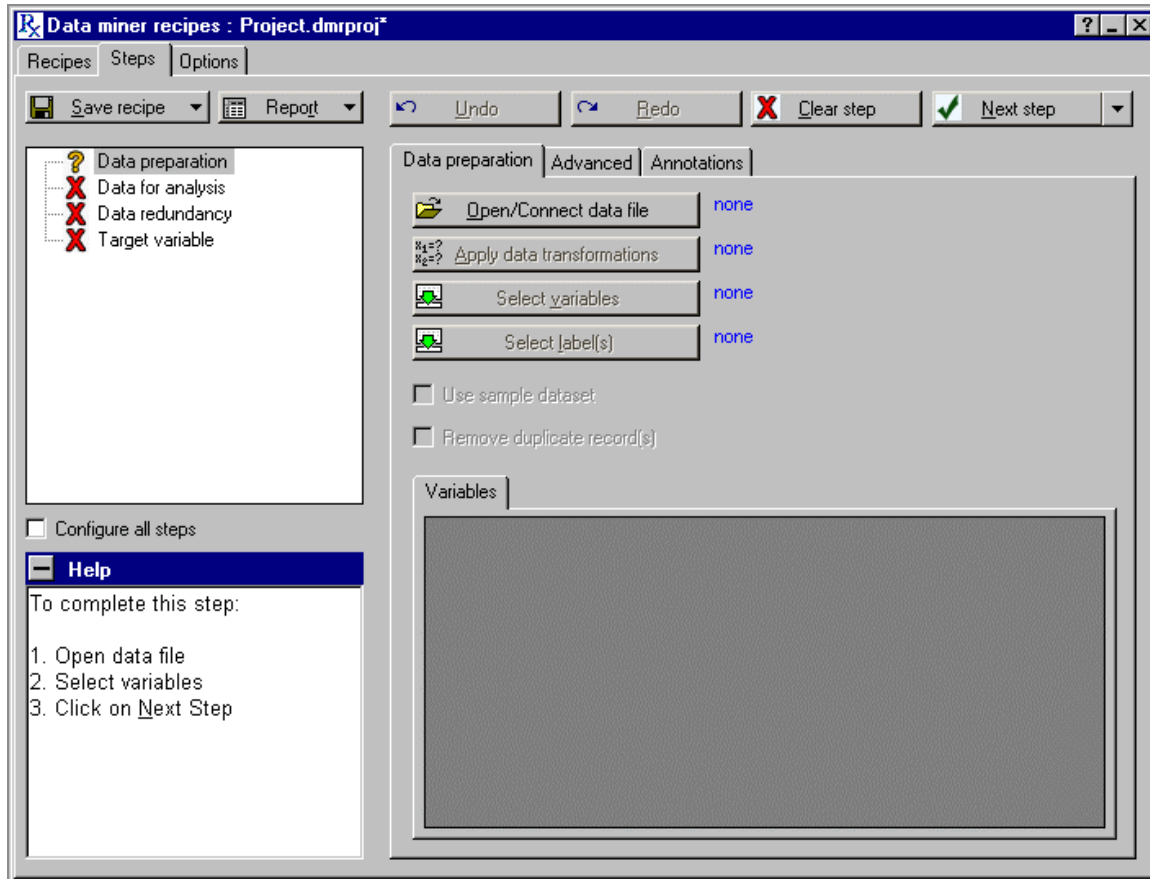 Data miner recipes : Project.dmrproj*
Recipes Steps Options
Save recipe Report Undo Redo Clear step Next step
Data preparation
Data for analysis
Data redundancy
Target variable
Configure all steps
Help
To complete this step:
1. Open data file
2. Select variables
3. Click on Next Step
Data preparation Advanced Annotations
Open/Connect data file none
x1=? x2=? Apply data transformations none
Select variables none
Select label(s) none
Use sample dataset
Remove duplicate record(s)
Variables